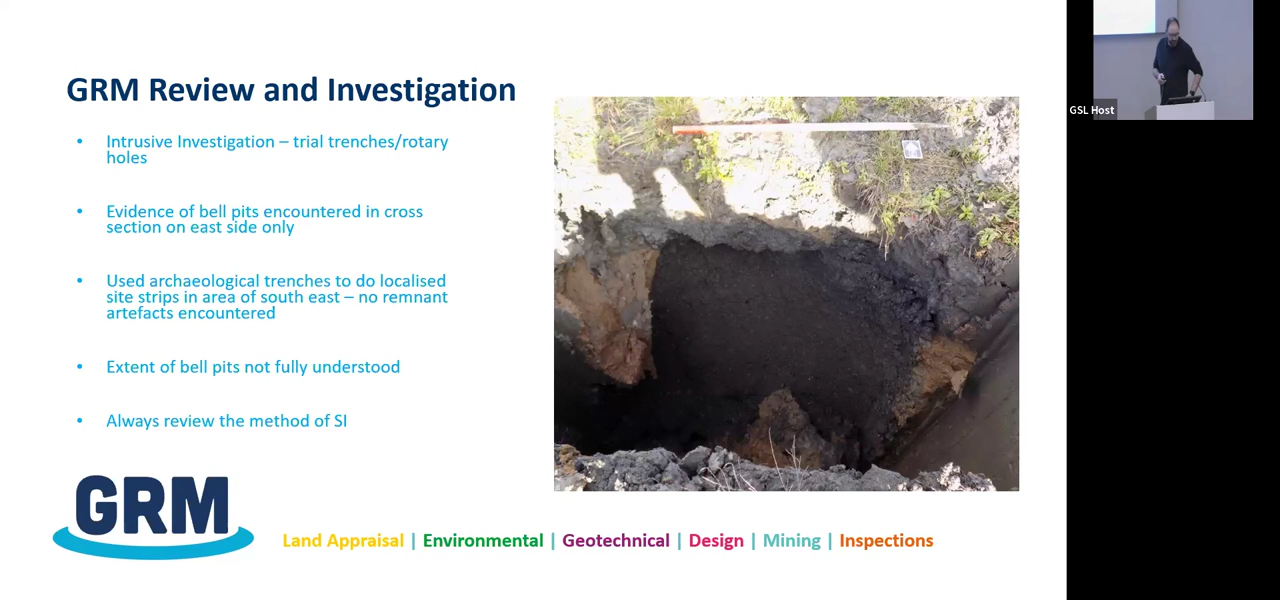 GRM Review and Investigation
• Intrusive Investigation – trial trenches/rotary
holes
• Evidence of bell pits encountered in cross
section on east side only
• Used archaeological trenches to do localised
site strips in area of south east – no remnant
artefacts encountered
• Extent of bell pits not fully understood
• Always review the method of SI
GRM
Land Appraisal | Environmental | Geotechnical | Design | Mining | Inspections
GSL Host